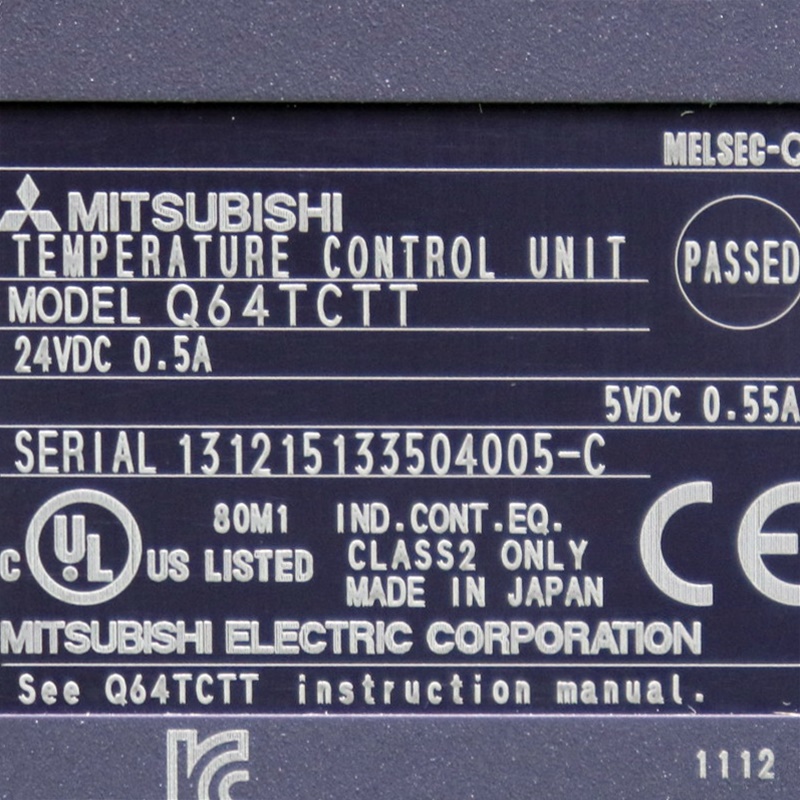 MELSEC-Q
MITSUBISHI
TEMPERATURE CONTROL UNIT
PASSED
MODEL Q64TCTT
24VDC 0.5A
5VDC 0.55A
SERIAL 131215133504005-C
C UL US LISTED
80M1 IND.CONT.EQ.
CLASS2 ONLY
MADE IN JAPAN
CE
MITSUBISHI ELECTRIC CORPORATION
See Q64TCTT instruction manual.
1112